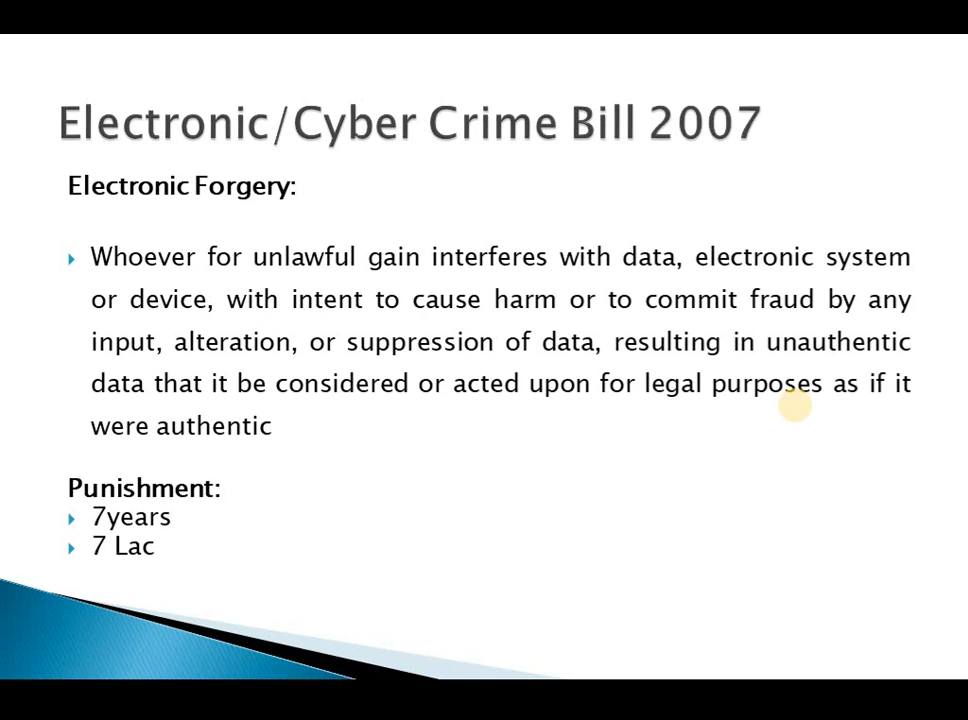 Electronic/Cyber Crime Bill 2007
Electronic Forgery:
Whoever for unlawful gain interferes with data, electronic system
or device, with intent to cause harm or to commit fraud by any
input, alteration, or suppression of data, resulting in unauthentic
data that it be considered or acted upon for legal purposes as if it
were authentic
Punishment:
7years
7 Lac